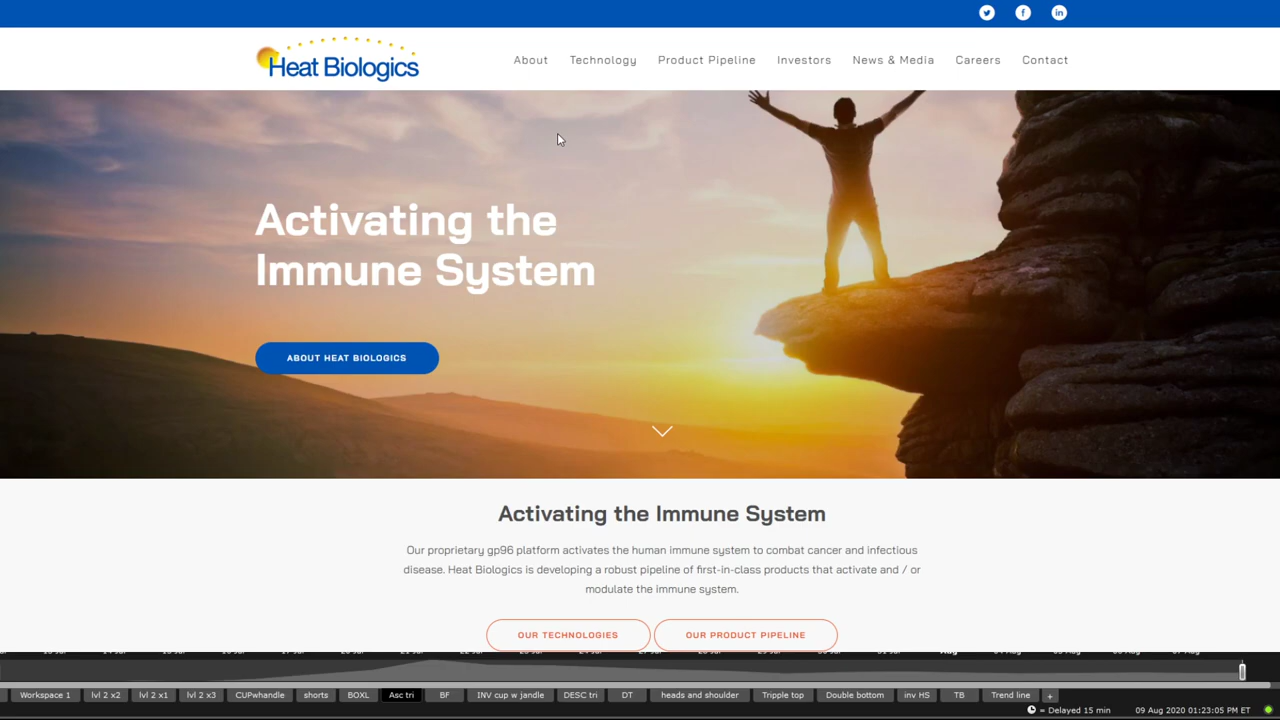 Heat Biologics
About Technology Product Pipeline Investors News & Media Careers Contact
Activating the
Immune System
ABOUT HEAT BIOLOGICS
Activating the Immune System
Our proprietary gp96 platform activates the human immune system to combat cancer and infectious
disease. Heat Biologics is developing a robust pipeline of first-in-class products that activate and / or
modulate the immune system.
OUR TECHNOLOGIES OUR PRODUCT PIPELINE
Workspace 1 lvl 2 x2 lvl 2 x1 lvl 2 x3 CUPwhandle shorts BOXL Asc tri BF INV cup w jandle DESC tri DT heads and shoulder Tripple top Double bottom inv HS TB Trend line +
= Delayed 15 min 09 Aug 2020 01:23:05 PM ET